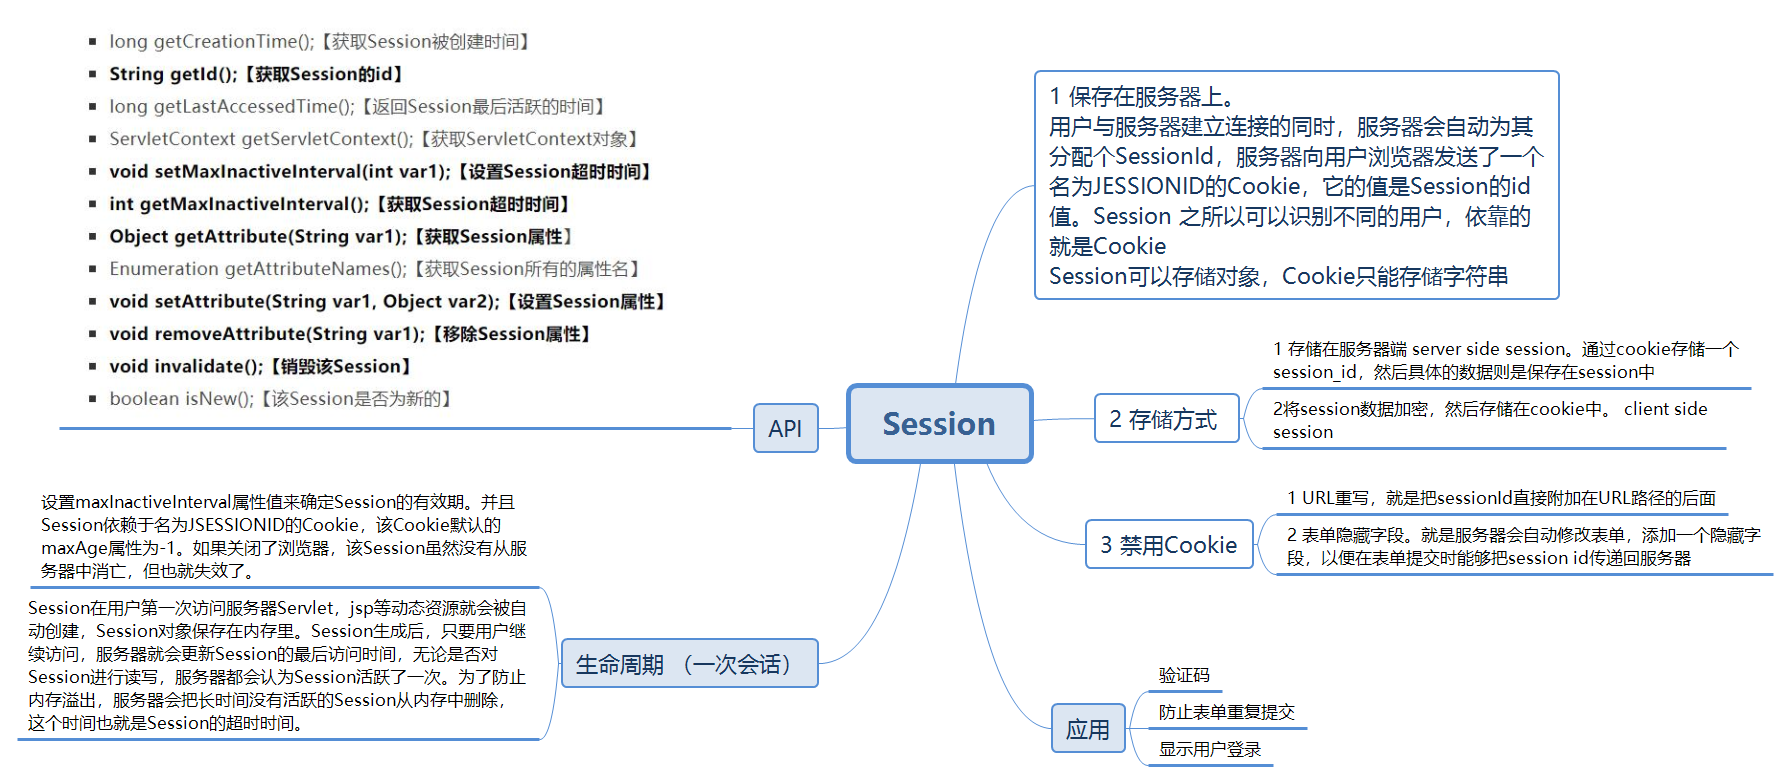 long getCreationTime();【获取Session被创建时间】
String getId();【获取Session的id】
long getLastAccessedTime();【返回Session最后活跃的时间】
ServletContext getServletContext();【获取ServletContext对象】
void setMaxInactiveInterval(int var1);【设置Session超时时间】
int getMaxInactiveInterval();【获取Session超时时间】
Object getAttribute(String var1);【获取Session属性】
Enumeration getAttributeNames();【获取Session所有的属性名】
void setAttribute(String var1, Object var2);【设置Session属性】
void removeAttribute(String var1);【移除Session属性】
void invalidate();【销毁该Session】
boolean isNew();【该Session是否为新的】
API
Session
1 保存在服务器上。
用户与服务器建立连接的同时，服务器会自动为其
分配个SessionId，服务器向用户浏览器发送了一个
名为JESSIONID的Cookie，它的值是Session的id
值。Session 之所以可以识别不同的用户，依靠的
就是Cookie
Session可以存储对象，Cookie只能存储字符串
2 存储方式
1 存储在服务器端 server side session。通过cookie存储一个
session_id，然后具体的数据则是保存在session中
2将session数据加密，然后存储在cookie中。 client side
session
3 禁用Cookie
1 URL重写，就是把sessionId直接附加在URL路径的后面
2 表单隐藏字段。就是服务器会自动修改表单，添加一个隐藏字
段，以便在表单提交时能够把session id传递回服务器
应用
验证码
防止表单重复提交
显示用户登录
生命周期 （一次会话）
设置maxInactiveInterval属性值来确定Session的有效期。并且
Session依赖于名为JSESSIONID的Cookie，该Cookie默认的
maxAge属性为-1。如果关闭了浏览器，该Session虽然没有从服
务器中消亡，但也就失效了。
Session在用户第一次访问服务器Servlet，jsp等动态资源就会被自
动创建，Session对象保存在内存里。Session生成后，只要用户继
续访问，服务器就会更新Session的最后访问时间，无论是否对
Session进行读写，服务器都会认为Session活跃了一次。为了防止
内存溢出，服务器会把长时间没有活跃的Session从内存中删除，
这个时间也就是Session的超时时间。